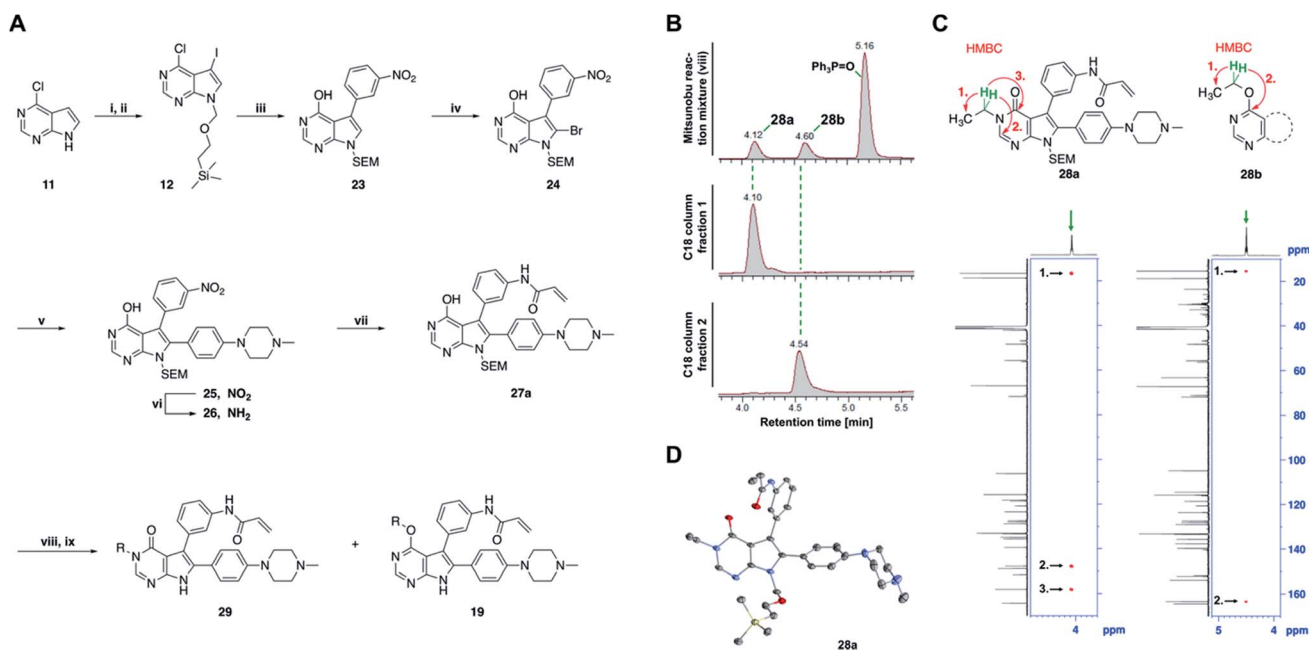 A
Cl
N
N
N
H
11
i, ii
Cl
I
N
N
N
O
Si
12
iii
NO2
OH
N
N
N
SEM
23
iv
NO2
OH
Br
N
N
N
SEM
24
v
NO2
OH
N
N
N
SEM
N
N
25, NO2
vi
26, NH2
vii
H
N
O
OH
N
N
N
SEM
N
N
27a
viii, ix
H
N
O
O
R
N
N
N
H
N
N
29
+
R
O
H
N
O
N
N
N
H
N
N
19
B
Mitsunobu reac-
tion mixture (viii)
28a
28b
Ph3P=O
4.12
4.60
5.16
C18 column
fraction 1
4.10
C18 column
fraction 2
4.54
4.0 4.5 5.0 5.5
Retention time [min]
C
HMBC
1.
H
H
3.
2.
H3C
O
N
N
N
SEM
H
N
O
N
N
28a
HMBC
1.
H
H
2.
H3C
O
N
N
28b
1.
2.
3.
4 ppm
1.
2.
5 4 ppm
ppm
20
40
60
80
100
120
140
160
D
28a